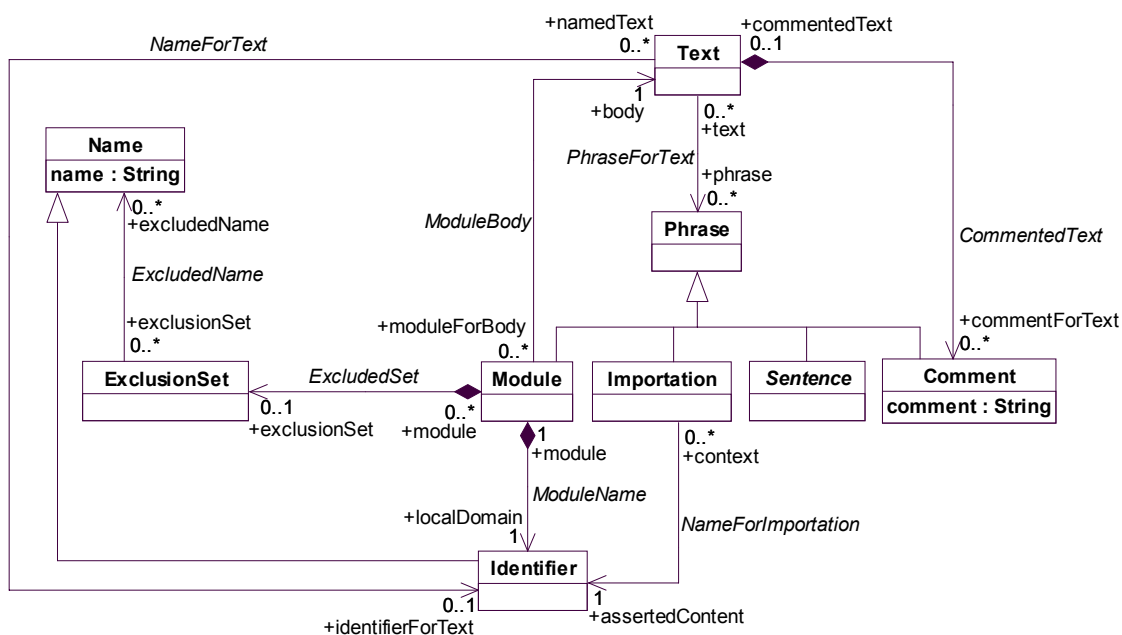 +namedText
+commentedText
NameForText
0..*
0..1
Text
1
+body
0..*
+text
Name
name : String
PhraseForText
+phrase
0..*
0..*
+excludedName
ModuleBody
Phrase
CommentedText
ExcludedName
+exclusionSet
0..*
+moduleForBody
0..*
+commentForText
0..*
ExclusionSet
ExcludedSet
Module
Importation
Sentence
Comment
comment : String
0..1
+exclusionSet
0..*
+module
1
+module
0..*
+context
ModuleName
+localDomain
1
NameForImportation
Identifier
0..1
+identifierForText
1
+assertedContent